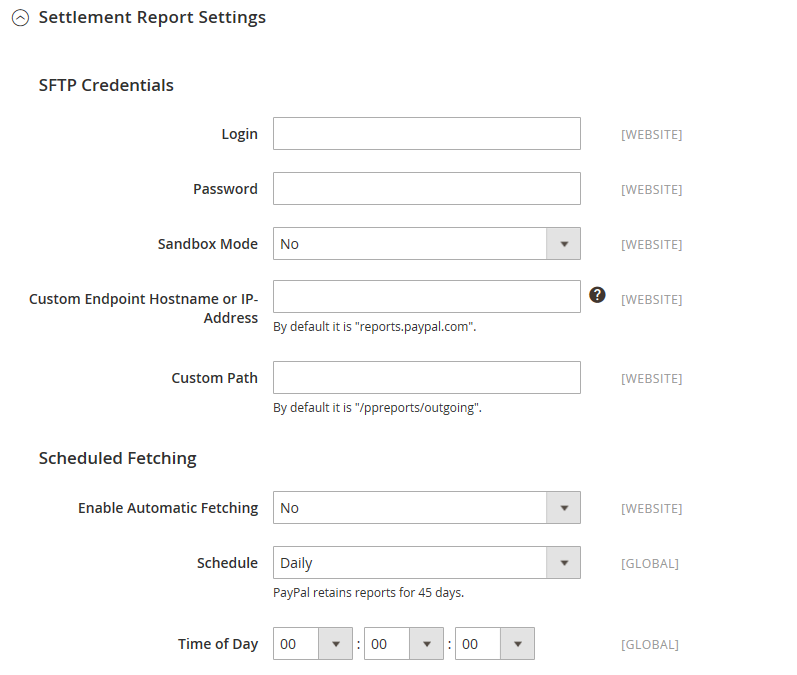 Settlement Report Settings
SFTP Credentials
Login [WEBSITE]
Password [WEBSITE]
Sandbox Mode No [WEBSITE]
Custom Endpoint Hostname or IP- ? [WEBSITE]
Address
By default it is "reports.paypal.com".
Custom Path [WEBSITE]
By default it is "/ppreports/outgoing".
Scheduled Fetching
Enable Automatic Fetching No [WEBSITE]
Schedule Daily [GLOBAL]
PayPal retains reports for 45 days.
Time of Day 00 : 00 : 00 [GLOBAL]